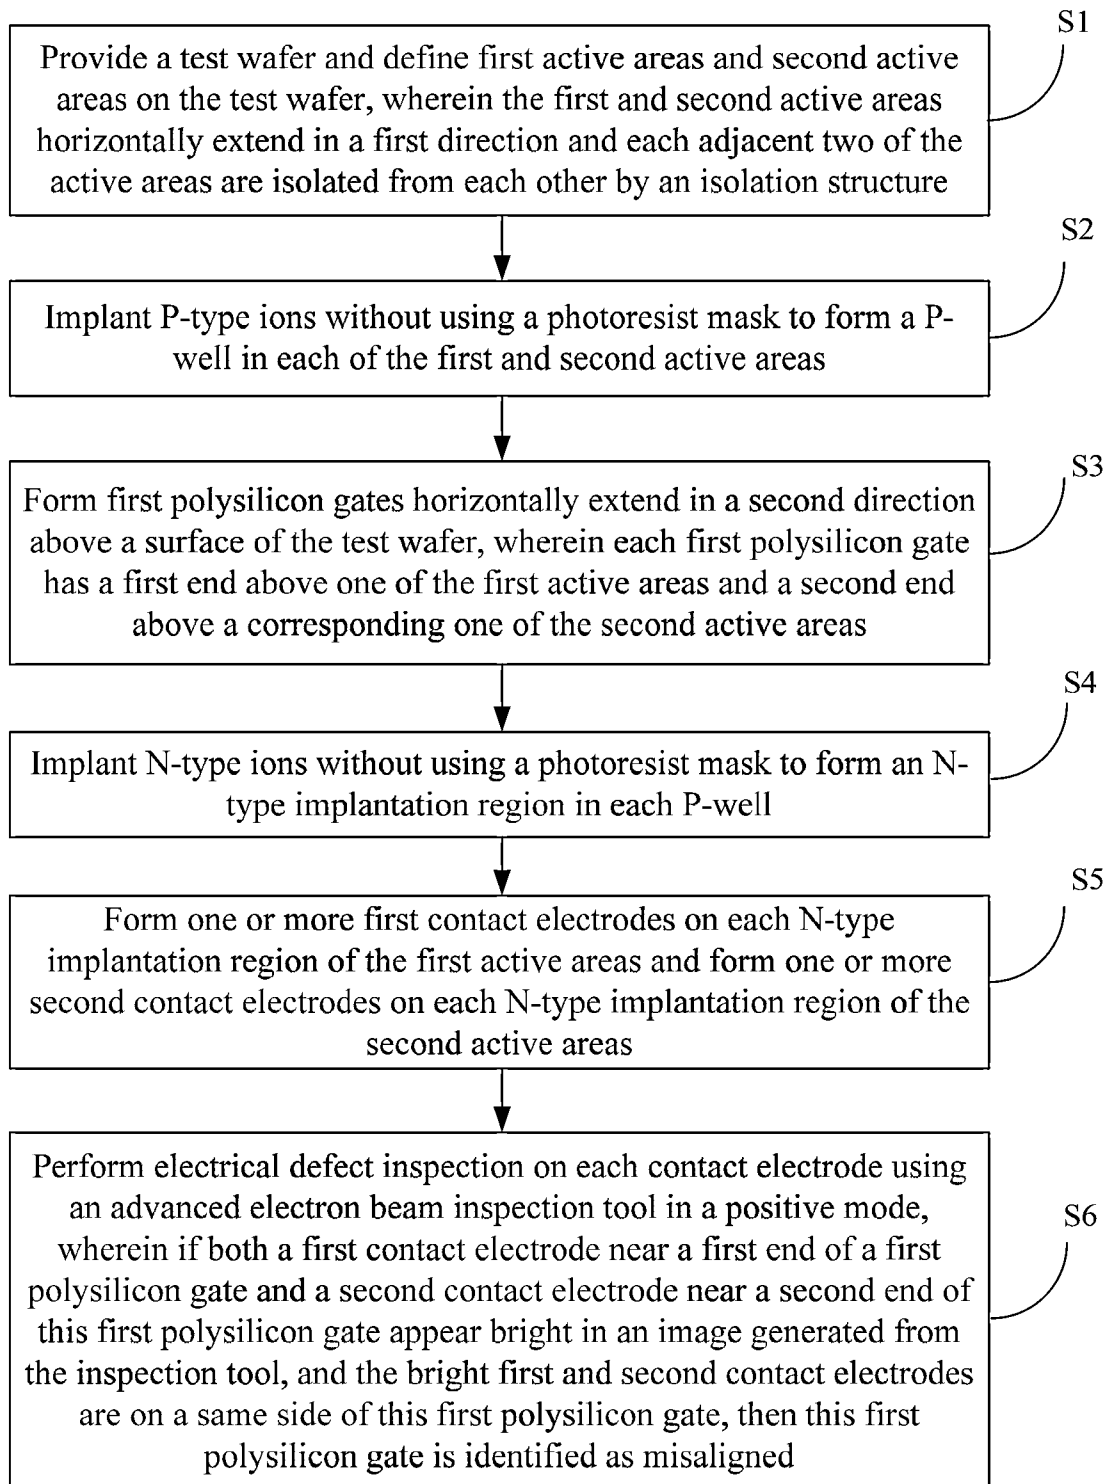 S1
Provide a test wafer and define first active areas and second active
areas on the test wafer, wherein the first and second active areas
horizontally extend in a first direction and each adjacent two of the
active areas are isolated from each other by an isolation structure
S2
Implant P-type ions without using a photoresist mask to form a P-
well in each of the first and second active areas
S3
Form first polysilicon gates horizontally extend in a second direction
above a surface of the test wafer, wherein each first polysilicon gate
has a first end above one of the first active areas and a second end
above a corresponding one of the second active areas
S4
Implant N-type ions without using a photoresist mask to form an N-
type implantation region in each P-well
S5
Form one or more first contact electrodes on each N-type
implantation region of the first active areas and form one or more
second contact electrodes on each N-type implantation region of the
second active areas
S6
Perform electrical defect inspection on each contact electrode using
an advanced electron beam inspection tool in a positive mode,
wherein if both a first contact electrode near a first end of a first
polysilicon gate and a second contact electrode near a second end of
this first polysilicon gate appear bright in an image generated from
the inspection tool, and the bright first and second contact electrodes
are on a same side of this first polysilicon gate, then this first
polysilicon gate is identified as misaligned